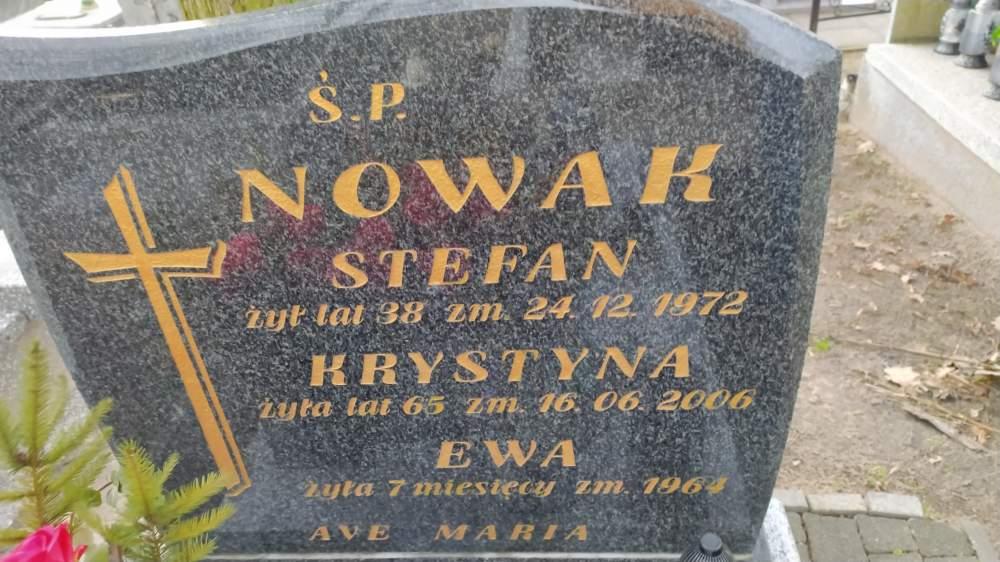 Ś.P.
NOWAK
STEFAN
żył lat 38 zm. 24. 12. 1972
KRYSTYNA
żyła lat 65 zm. 16. 06. 2006
EWA
żyła 7 miesięcy zm. 1964
AVE MARIA